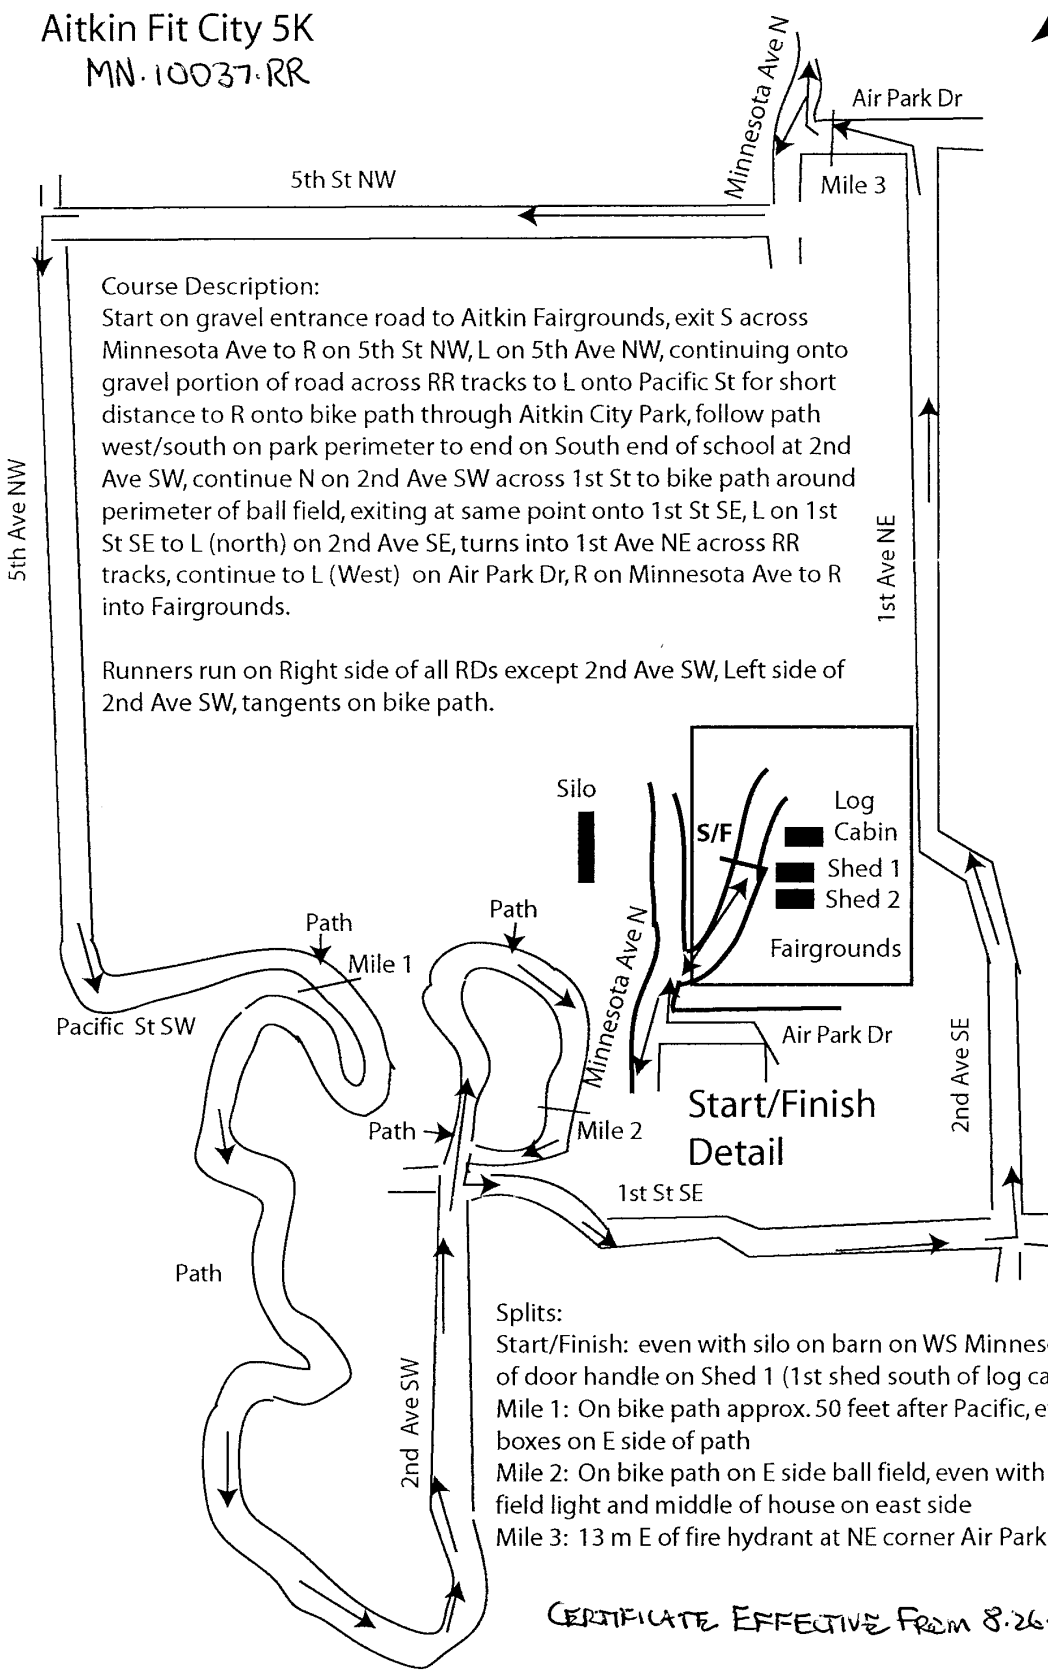 Aitkin Fit City 5K
MN.10037.RR
Minnesota Ave N
Air Park Dr
Mile 3
5th St NW
Course Description:
Start on gravel entrance road to Aitkin Fairgrounds, exit S across
Minnesota Ave to R on 5th St NW, L on 5th Ave NW, continuing onto
gravel portion of road across RR tracks to L onto Pacific St for short
distance to R onto bike path through Aitkin City Park, follow path
west/south on park perimeter to end on South end of school at 2nd
Ave SW, continue N on 2nd Ave SW across 1st St to bike path around
perimeter of ball field, exiting at same point onto 1st St SE, L on 1st
St SE to L (north) on 2nd Ave SE, turns into 1st Ave NE across RR
tracks, continue to L (West) on Air Park Dr, R on Minnesota Ave to R
into Fairgrounds.
Runners run on Right side of all RDs except 2nd Ave SW, Left side of
2nd Ave SW, tangents on bike path.
5th Ave NW
1st Ave NE
Silo
S/F
Log
Cabin
Shed 1
Shed 2
Fairgrounds
Minnesota Ave N
Air Park Dr
Start/Finish
Detail
Path
Mile 1
Pacific St SW
Path
Path
Mile 2
2nd Ave SE
1st St SE
Path
2nd Ave SW
Splits:
Start/Finish: even with silo on barn on WS Minnes
of door handle on Shed 1 (1st shed south of log ca
Mile 1: On bike path approx. 50 feet after Pacific, e
boxes on E side of path
Mile 2: On bike path on E side ball field, even with
field light and middle of house on east side
Mile 3: 13 m E of fire hydrant at NE corner Air Park
CERTIFICATE EFFECTIVE FROM 8.26.